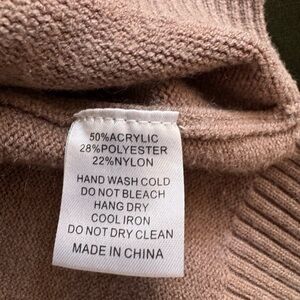 50%ACRYLIC
28%POLYESTER
22%NYLON
HAND WASH COLD
DO NOT BLEACH
HANG DRY
COOL IRON
DO NOT DRY CLEAN
MADE IN CHINA